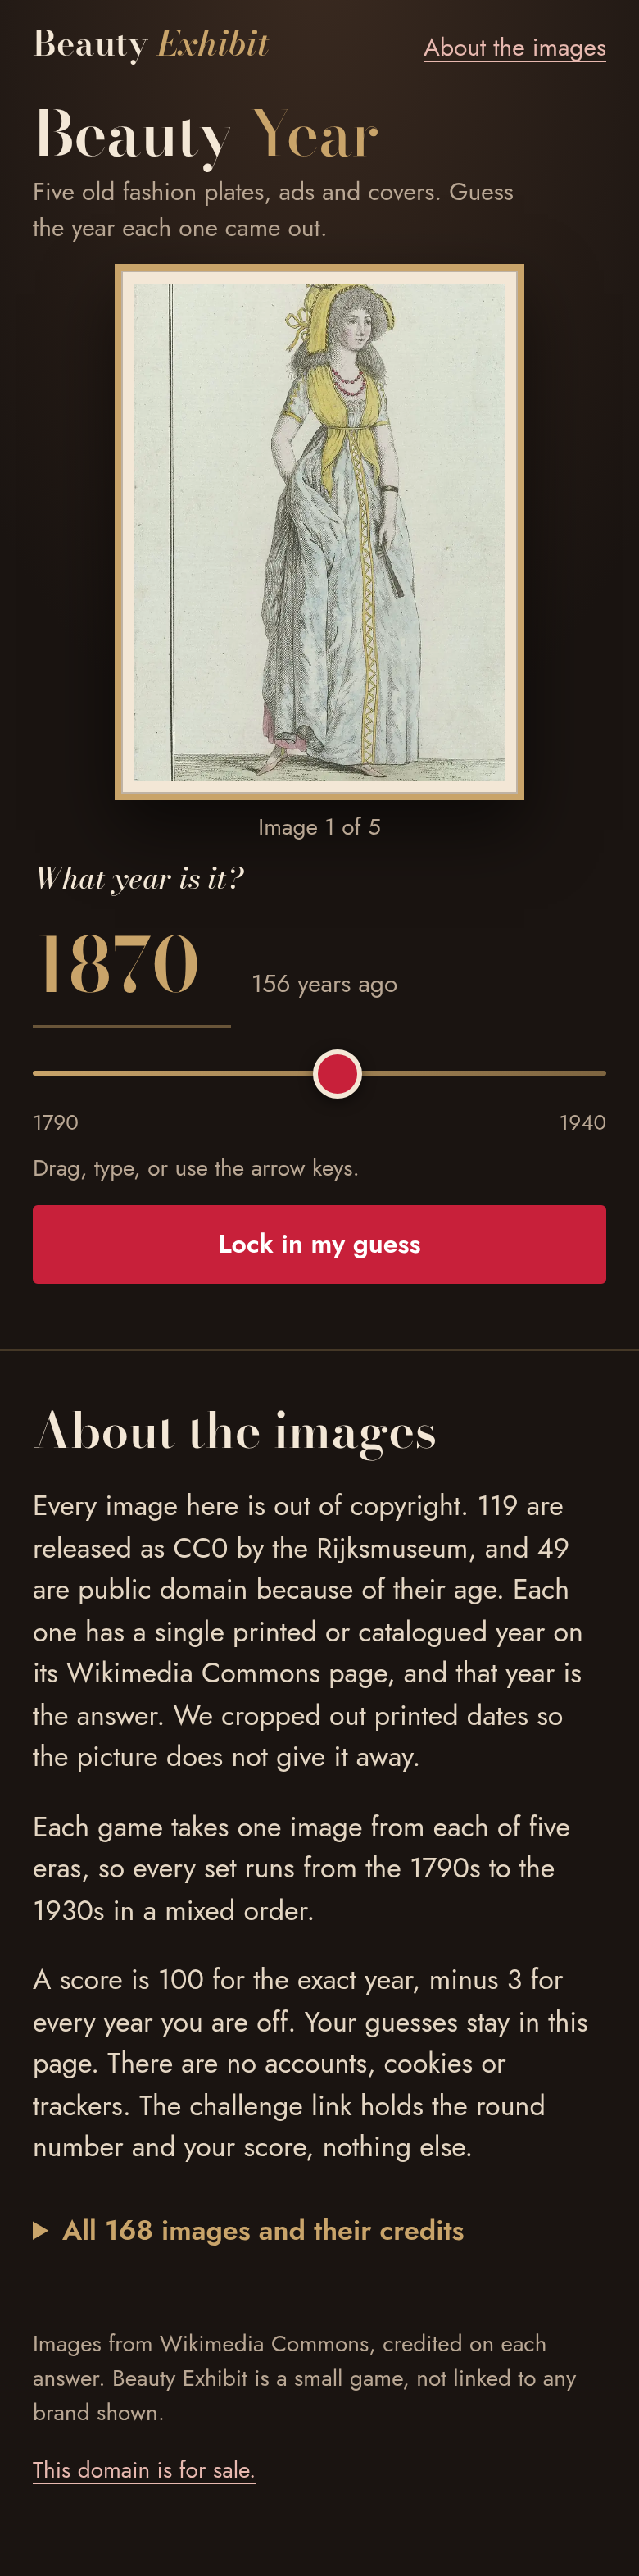 Beauty Exhibit
About the images
Beauty Year
Five old fashion plates, ads and covers. Guess
the year each one came out.
Image 1 of 5
What year is it?
1870
156 years ago
1790
1940
Drag, type, or use the arrow keys.
Lock in my guess
About the images
Every image here is out of copyright. 119 are
released as CC0 by the Rijksmuseum, and 49
are public domain because of their age. Each
one has a single printed or catalogued year on
its Wikimedia Commons page, and that year is
the answer. We cropped out printed dates so
the picture does not give it away.
Each game takes one image from each of five
eras, so every set runs from the 1790s to the
1930s in a mixed order.
A score is 100 for the exact year, minus 3 for
every year you are off. Your guesses stay in this
page. There are no accounts, cookies or
trackers. The challenge link holds the round
number and your score, nothing else.
All 168 images and their credits
Images from Wikimedia Commons, credited on each
answer. Beauty Exhibit is a small game, not linked to any
brand shown.
This domain is for sale.